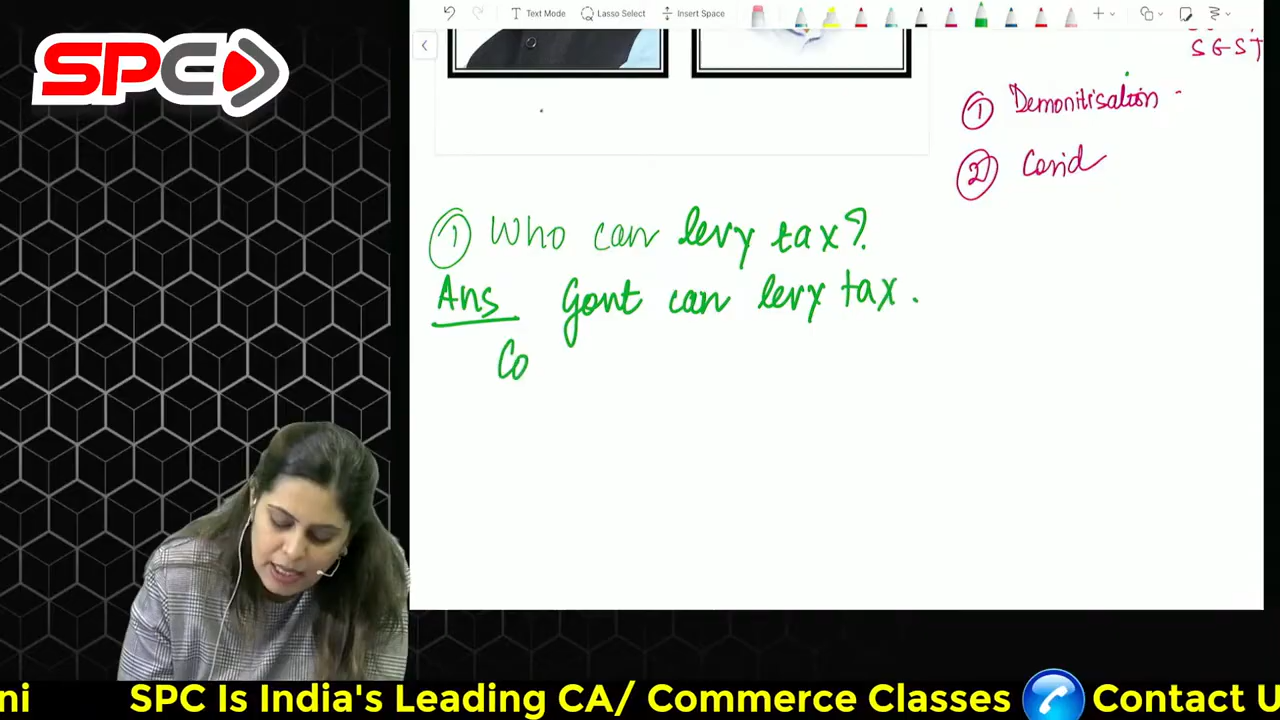 Text Mode Lasso Select Insert Space
SPC
SGST
① Demonitisation -
② Covid
① Who can levy tax?
Ans Govt can levy tax.
Co
ni SPC Is India's Leading CA/ Commerce Classes Contact U